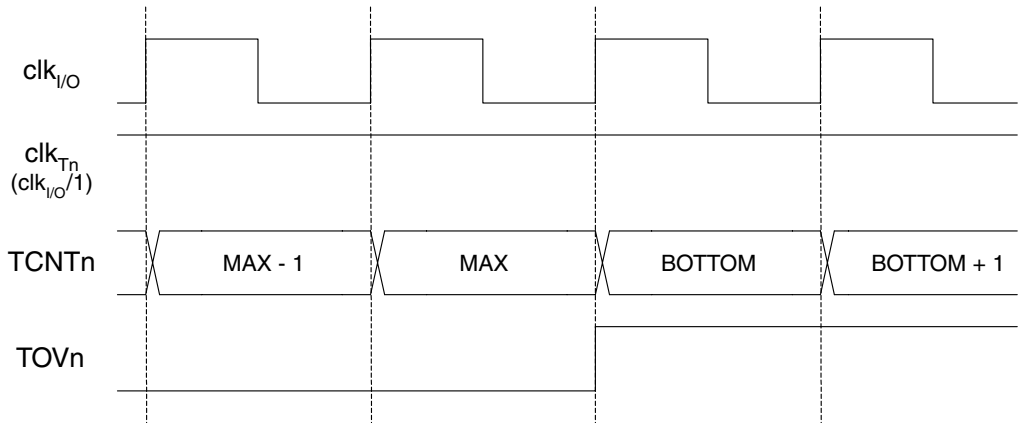 clkI/O
clkTn
(clkI/O/1)
TCNTn
MAX - 1
MAX
BOTTOM
BOTTOM + 1
TOVn